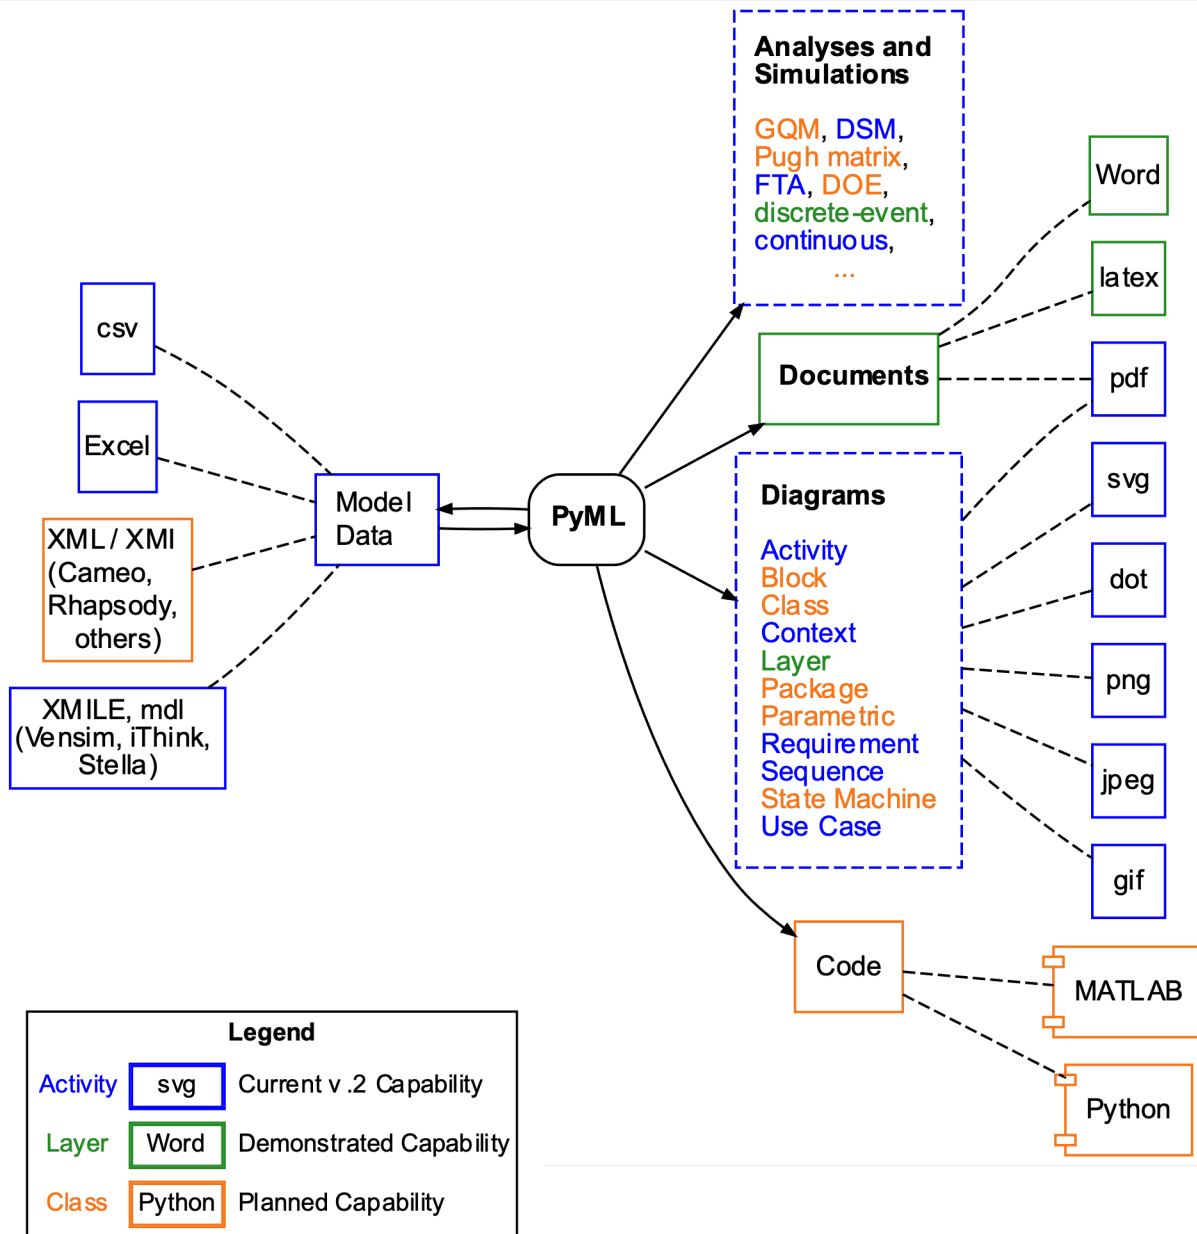 Analyses and
Simulations
GQM, DSM,
Pugh matrix,
FTA, DOE,
discrete-event,
continuous,
...
Word
latex
Documents
pdf
svg
dot
png
jpeg
gif
csv
Excel
XML / XMI
(Cameo,
Rhapsody,
others)
XMILE, mdl
(Vensim, iThink,
Stella)
Model
Data
PyML
Diagrams
Activity
Block
Class
Context
Layer
Package
Parametric
Requirement
Sequence
State Machine
Use Case
Code
MATLAB
Python
Legend
Activity svg Current v .2 Capability
Layer Word Demonstrated Capability
Class Python Planned Capability